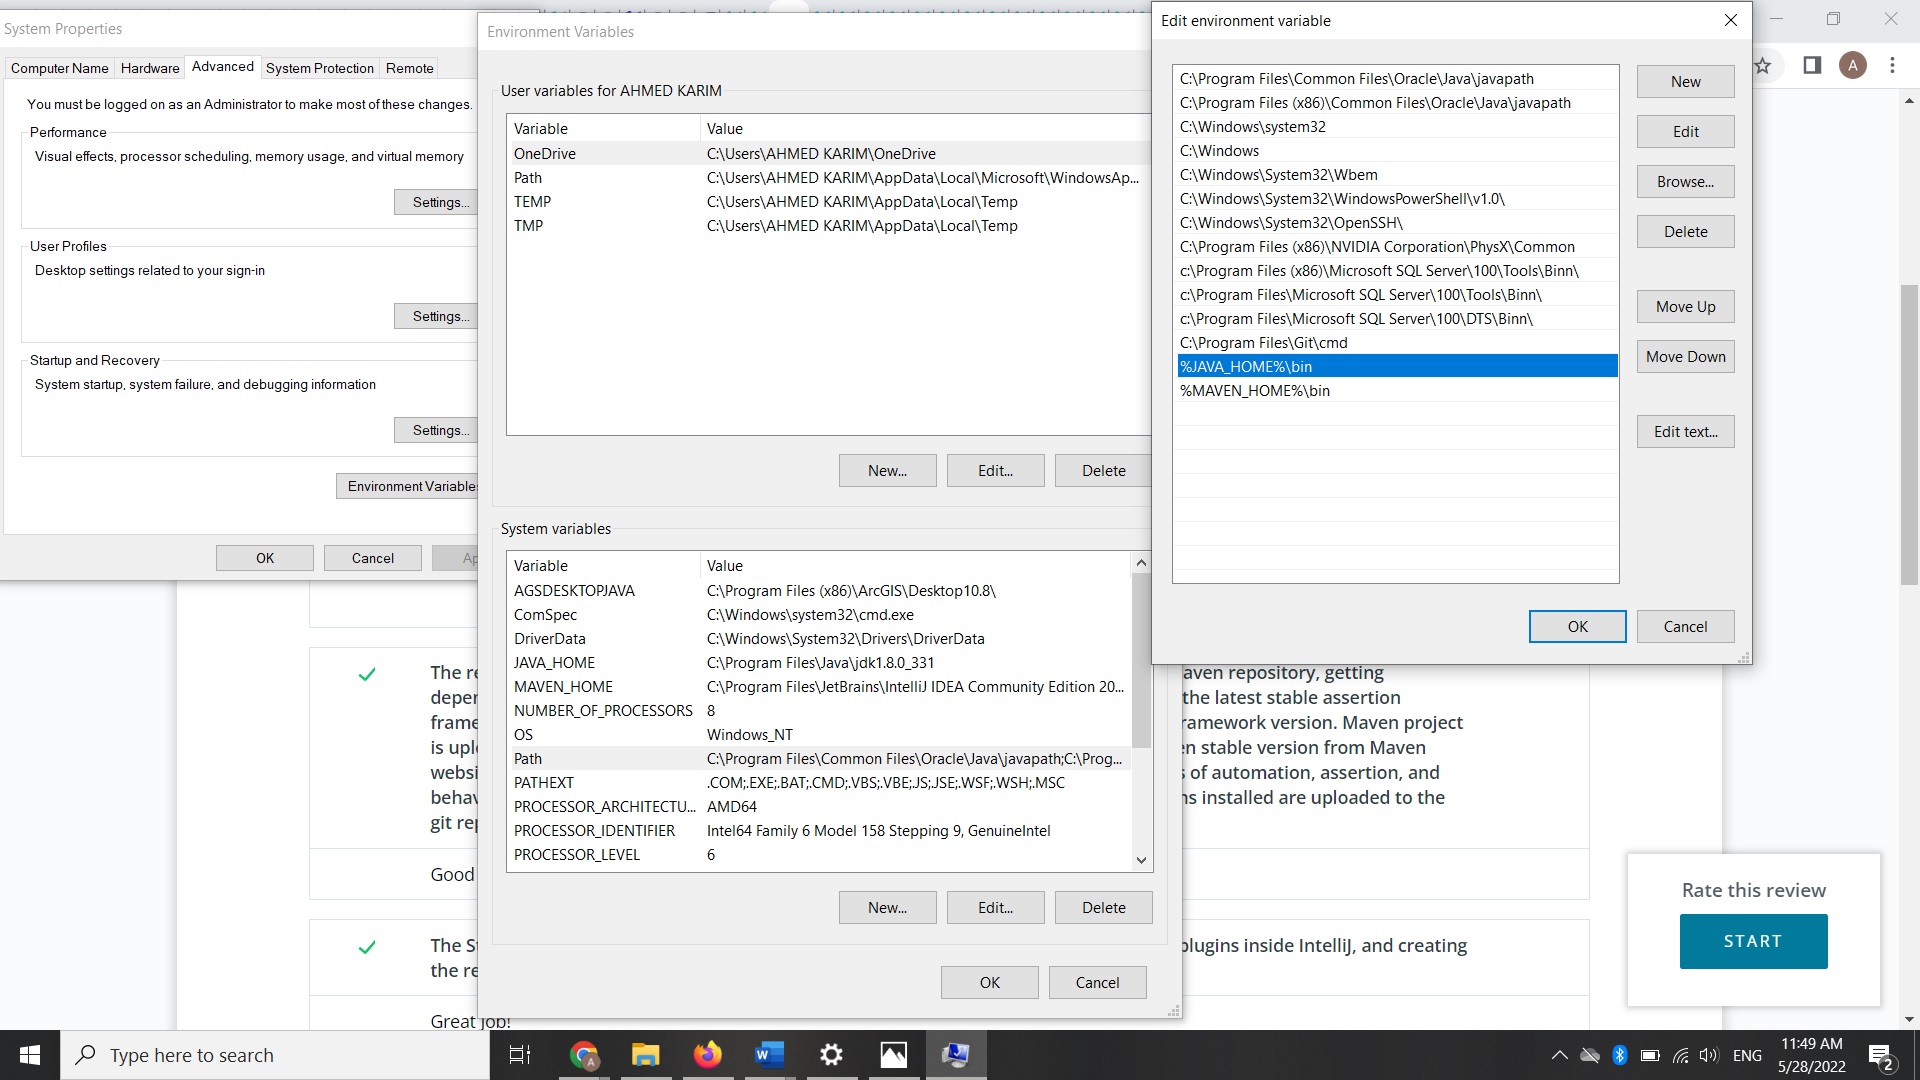 System Properties
Computer Name
Hardware
Advanced
System Protection
Remote
You must be logged on as an Administrator to make most of these changes.
Performance
Visual effects, processor scheduling, memory usage, and virtual memory
Settings...
User Profiles
Desktop settings related to your sign-in
Settings...
Startup and Recovery
System startup, system failure, and debugging information
Settings...
Environment Variables
OK
Cancel
Ap
Environment Variables
User variables for AHMED KARIM
Variable Value
OneDrive C:\Users\AHMED KARIM\OneDrive
Path C:\Users\AHMED KARIM\AppData\Local\Microsoft\WindowsAp...
TEMP C:\Users\AHMED KARIM\AppData\Local\Temp
TMP C:\Users\AHMED KARIM\AppData\Local\Temp
New...
Edit...
Delete
System variables
Variable Value
AGSDESKTOPJAVA C:\Program Files (x86)\ArcGIS\Desktop10.8\
ComSpec C:\Windows\system32\cmd.exe
DriverData C:\Windows\System32\Drivers\DriverData
JAVA_HOME C:\Program Files\Java\jdk1.8.0_331
MAVEN_HOME C:\Program Files\JetBrains\IntelliJ IDEA Community Edition 20...
NUMBER_OF_PROCESSORS 8
OS Windows_NT
Path C:\Program Files\Common Files\Oracle\Java\javapath;C:\Prog...
PATHEXT .COM;.EXE;.BAT;.CMD;.VBS;.VBE;.JS;.JSE;.WSF;.WSH;.MSC
PROCESSOR_ARCHITECTU... AMD64
PROCESSOR_IDENTIFIER Intel64 Family 6 Model 158 Stepping 9, GenuineIntel
PROCESSOR_LEVEL 6
New...
Edit...
Delete
OK
Cancel
Edit environment variable
C:\Program Files\Common Files\Oracle\Java\javapath
C:\Program Files (x86)\Common Files\Oracle\Java\javapath
C:\Windows\system32
C:\Windows
C:\Windows\System32\Wbem
C:\Windows\System32\WindowsPowerShell\v1.0\
C:\Windows\System32\OpenSSH\
C:\Program Files (x86)\NVIDIA Corporation\PhysX\Common
c:\Program Files (x86)\Microsoft SQL Server\100\Tools\Binn\
c:\Program Files\Microsoft SQL Server\100\Tools\Binn\
c:\Program Files\Microsoft SQL Server\100\DTS\Binn\
C:\Program Files\Git\cmd
%JAVA_HOME%\bin
%MAVEN_HOME%\bin
New
Edit
Browse...
Delete
Move Up
Move Down
Edit text...
OK
Cancel
A
The re
aven repository, getting
deper
the latest stable assertion
frame
ramework version. Maven project
is uplo
en stable version from Maven
websi
s of automation, assertion, and
behav
ns installed are uploaded to the
git rep
Good
The St
plugins inside IntelliJ, and creating
the re
Great Job!
Rate this review
START
Type here to search
ENG
11:49 AM
5/28/2022
2